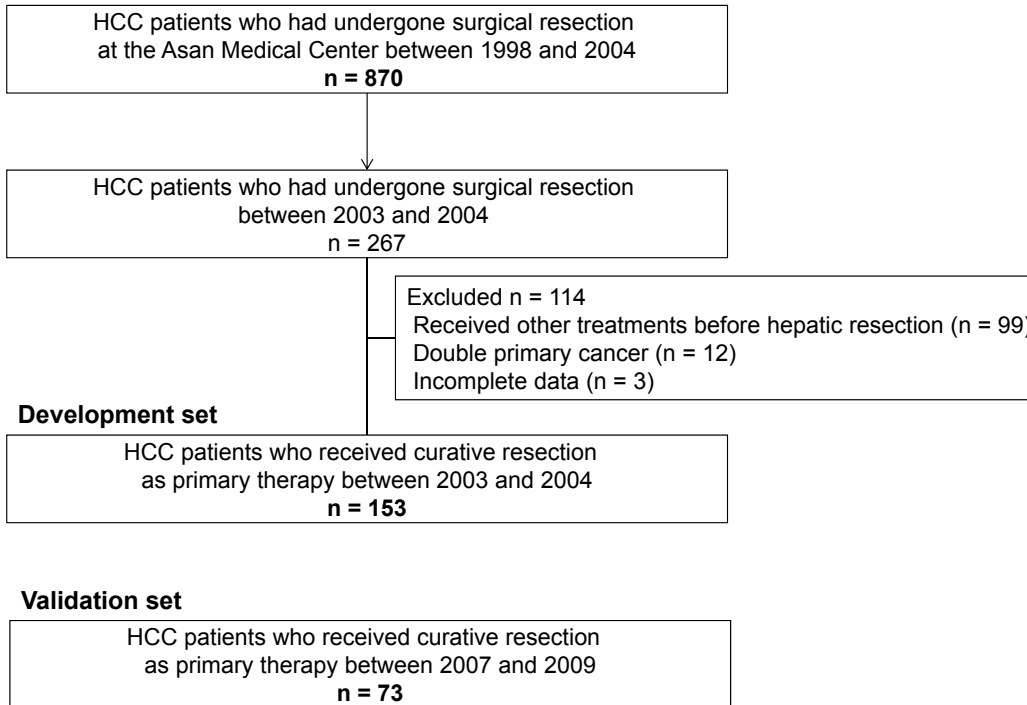 HCC patients who had undergone surgical resection
at the Asan Medical Center between 1998 and 2004
n = 870
HCC patients who had undergone surgical resection
between 2003 and 2004
n = 267
Excluded n = 114
Received other treatments before hepatic resection (n = 99)
Double primary cancer (n = 12)
Incomplete data (n = 3)
Development set
HCC patients who received curative resection
as primary therapy between 2003 and 2004
n = 153
Validation set
HCC patients who received curative resection
as primary therapy between 2007 and 2009
n = 73